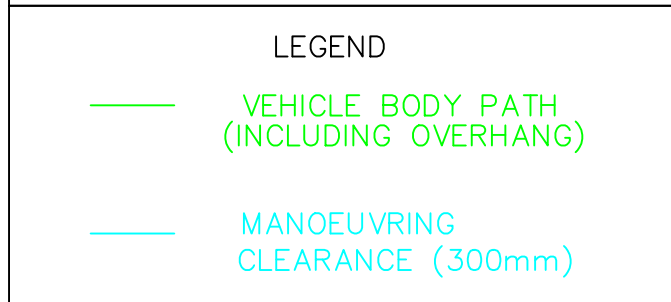 LEGEND
VEHICLE BODY PATH
(INCLUDING OVERHANG)
MANOEUVRING
CLEARANCE (300mm)